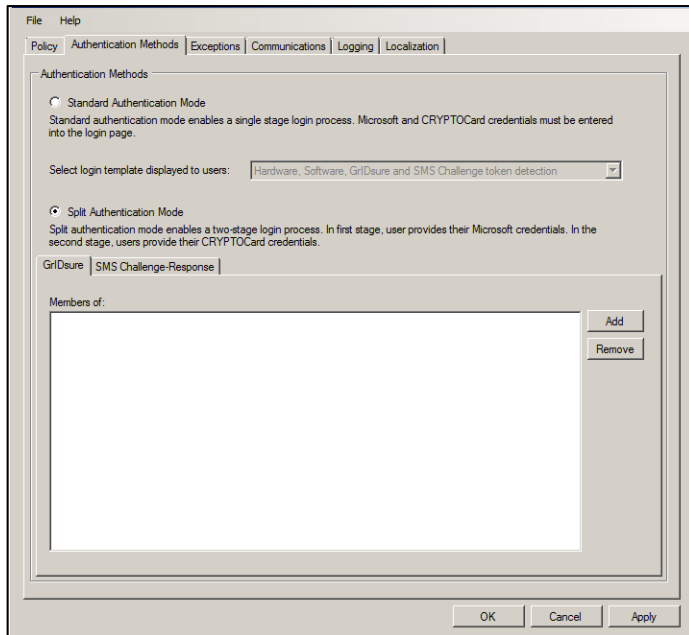 File Help
Policy Authentication Methods Exceptions Communications Logging Localization
Authentication Methods
Standard Authentication Mode
Standard authentication mode enables a single stage login process. Microsoft and CRYPTOCard credentials must be entered
into the login page.
Select login template displayed to users: Hardware, Software, GrIDsure and SMS Challenge token detection
Split Authentication Mode
Split authentication mode enables a two-stage login process. In first stage, user provides their Microsoft credentials. In the
second stage, users provide their CRYPTOCard credentials.
GrIDsure SMS Challenge-Response
Members of:
Add
Remove
OK Cancel Apply